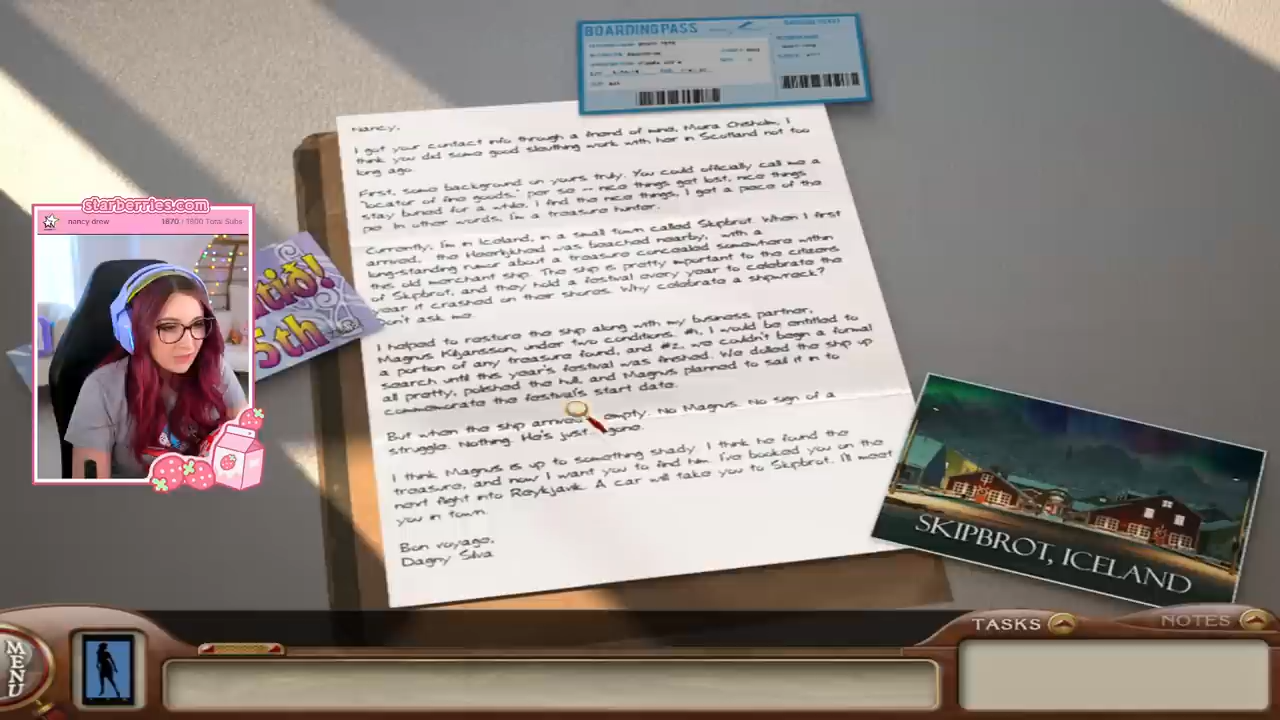 BOARDINGPASS
Nancy,
I got your contact info through a friend of mine, Moira Chisholm. I
think you did some good sleuthing work with her in Scotland not too
long ago.
First, some background on yours truly. You could officially call me a
"locator of fine goods," per se -- nice things get lost, nice things
stay buried for a while, I find the nice things, I get a piece of the
pie. In other words, I'm a treasure hunter.
Currently, I'm in Iceland, in a small town called Skipbrot. When I first
arrived, the Heerlijkheid was beached nearby, with a
long-standing rumor about a treasure concealed somewhere within
this old merchant ship. The ship is pretty important to the citizens
of Skipbrot, and they hold a festival every year to celebrate the
year it crashed on their shores. Why celebrate a shipwreck?
Don't ask me.
I helped to restore the ship along with my business partner,
Magnus Kiljansson, under two conditions. #1, I would be entitled to
a portion of any treasure found, and #2, we couldn't begin a formal
search until this year's festival was finished. We dolled the ship up
all pretty, polished the hull, and Magnus planned to sail it in to
commemorate the festival's start date.
But when the ship arrived empty. No Magnus. No sign of a
struggle. Nothing. He's just gone.
I think Magnus is up to something shady. I think he found the
treasure, and now I want you to find him. I've booked you on the
next flight into Reykjavik. A car will take you to Skipbrot. I'll meet
you in town.
Bon voyage,
Dagny Silva
starberries.com
nancy drew 1870 / 1500 Total Subs
5th
SKIPBROT, ICELAND
MENU
TASKS
NOTES